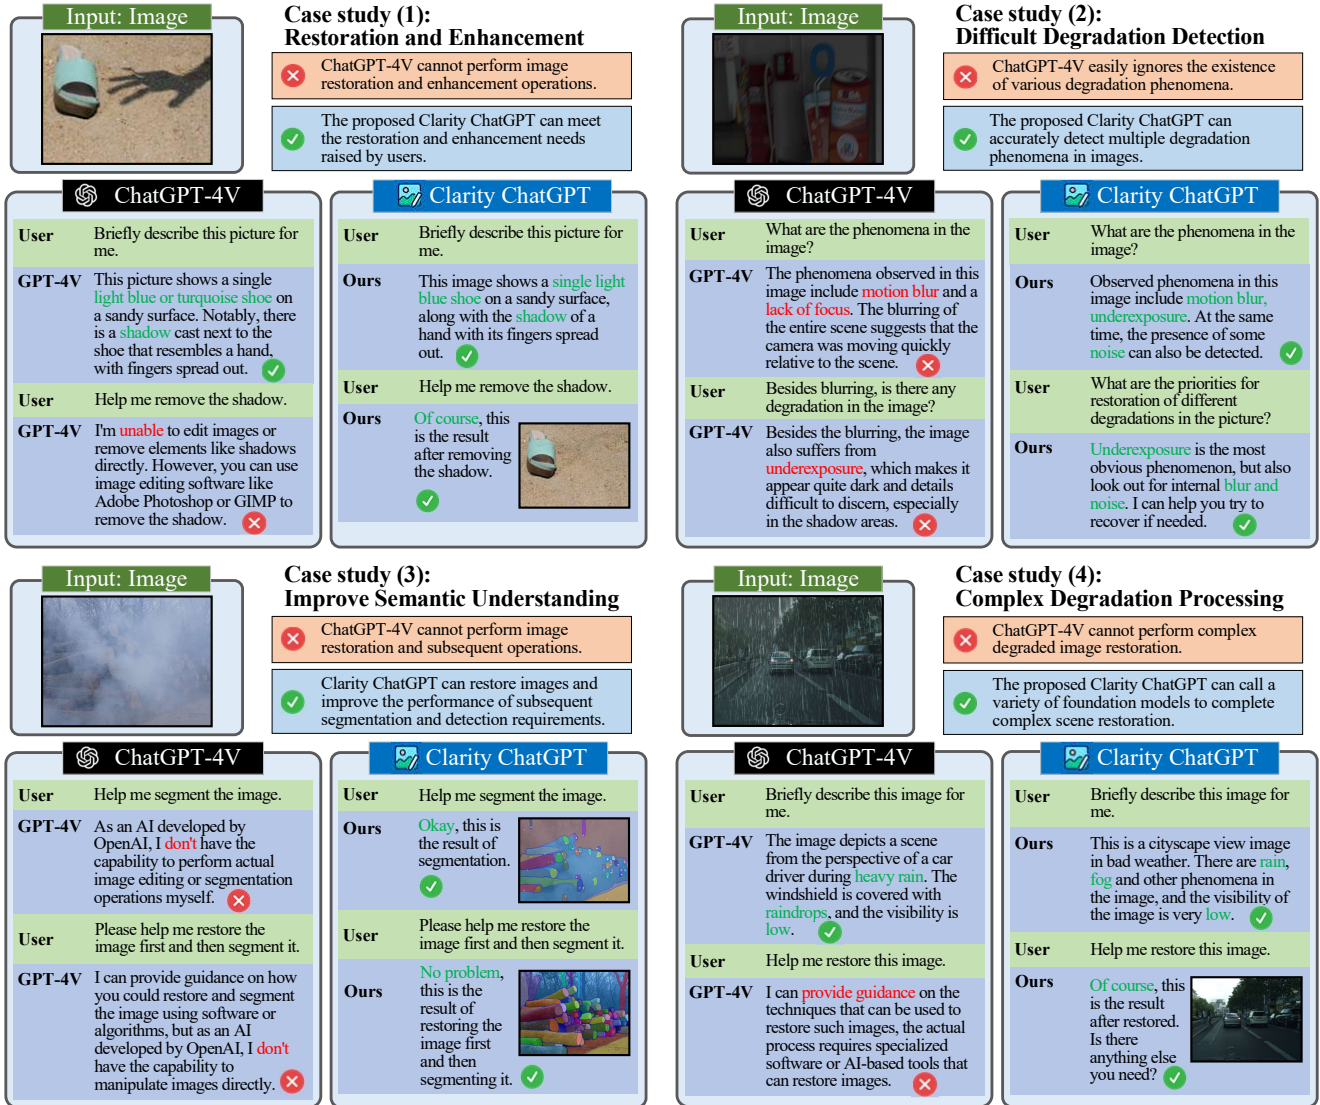 Input: Image
Case study (1):
Restoration and Enhancement
ChatGPT-4V cannot perform image
restoration and enhancement operations.
The proposed Clarity ChatGPT can meet
the restoration and enhancement needs
raised by users.
ChatGPT-4V
User
Briefly describe this picture for
me.
GPT-4V
This picture shows a single
light blue or turquoise shoe on
a sandy surface. Notably, there
is a shadow cast next to the
shoe that resembles a hand,
with fingers spread out.
User
Help me remove the shadow.
GPT-4V
I'm unable to edit images or
remove elements like shadows
directly. However, you can use
image editing software like
Adobe Photoshop or GIMP to
remove the shadow.
Clarity ChatGPT
User
Briefly describe this picture for
me.
Ours
This image shows a single light
blue shoe on a sandy surface,
along with the shadow of a
hand with its fingers spread
out.
User
Help me remove the shadow.
Ours
Of course, this
is the result
after removing
the shadow.
Input: Image
Case study (2):
Difficult Degradation Detection
ChatGPT-4V easily ignores the existence
of various degradation phenomena.
The proposed Clarity ChatGPT can
accurately detect multiple degradation
phenomena in images.
ChatGPT-4V
User
What are the phenomena in the
image?
GPT-4V
The phenomena observed in this
image include motion blur and a
lack of focus. The blurring of
the entire scene suggests that the
camera was moving quickly
relative to the scene.
User
Besides blurring, is there any
degradation in the image?
GPT-4V
Besides the blurring, the image
also suffers from
underexposure, which makes it
appear quite dark and details
difficult to discern, especially
in the shadow areas.
Clarity ChatGPT
User
What are the phenomena in the
image?
Ours
Observed phenomena in this
image include motion blur,
underexposure. At the same
time, the presence of some
noise can also be detected.
User
What are the priorities for
restoration of different
degradations in the picture?
Ours
Underexposure is the most
obvious phenomenon, but also
look out for internal blur and
noise. I can help you try to
recover if needed.
Input: Image
Case study (3):
Improve Semantic Understanding
ChatGPT-4V cannot perform image
restoration and subsequent operations.
Clarity ChatGPT can restore images and
improve the performance of subsequent
segmentation and detection requirements.
ChatGPT-4V
User
Help me segment the image.
GPT-4V
As an AI developed by
OpenAI, I don't have the
capability to perform actual
image editing or segmentation
operations myself.
User
Please help me restore the
image first and then segment it.
GPT-4V
I can provide guidance on how
you could restore and segment
the image using software or
algorithms, but as an AI
developed by OpenAI, I don't
have the capability to
manipulate images directly.
Clarity ChatGPT
User
Help me segment the image.
Ours
Okay, this is
the result of
segmentation.
User
Please help me restore the
image first and then segment it.
Ours
No problem,
this is the
result of
restoring the
image first
and then
segmenting it.
Input: Image
Case study (4):
Complex Degradation Processing
ChatGPT-4V cannot perform complex
degraded image restoration.
The proposed Clarity ChatGPT can call a
variety of foundation models to complete
complex scene restoration.
ChatGPT-4V
User
Briefly describe this image for
me.
GPT-4V
The image depicts a scene
from the perspective of a car
driver during heavy rain. The
windshield is covered with
raindrops, and the visibility is
low.
User
Help me restore this image.
GPT-4V
I can provide guidance on the
techniques that can be used to
restore such images, the actual
process requires specialized
software or AI-based tools that
can restore images.
Clarity ChatGPT
User
Briefly describe this image for
me.
Ours
This is a cityscape view image
in bad weather. There are rain,
fog and other phenomena in
the image, and the visibility of
the image is very low.
User
Help me restore this image.
Ours
Of course, this
is the result
after restored.
Is there
anything else
you need?